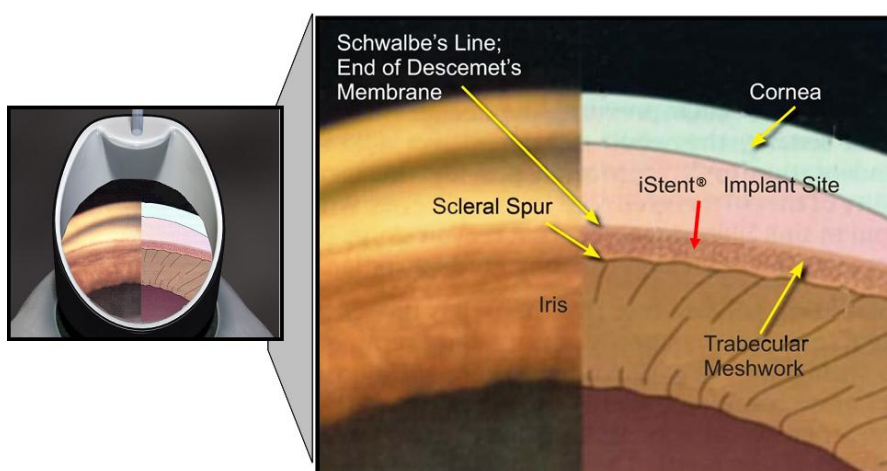 Schwalbe's Line;
End of Descemet's
Membrane
Cornea
iStent® Implant Site
Scleral Spur
Iris
Trabecular
Meshwork